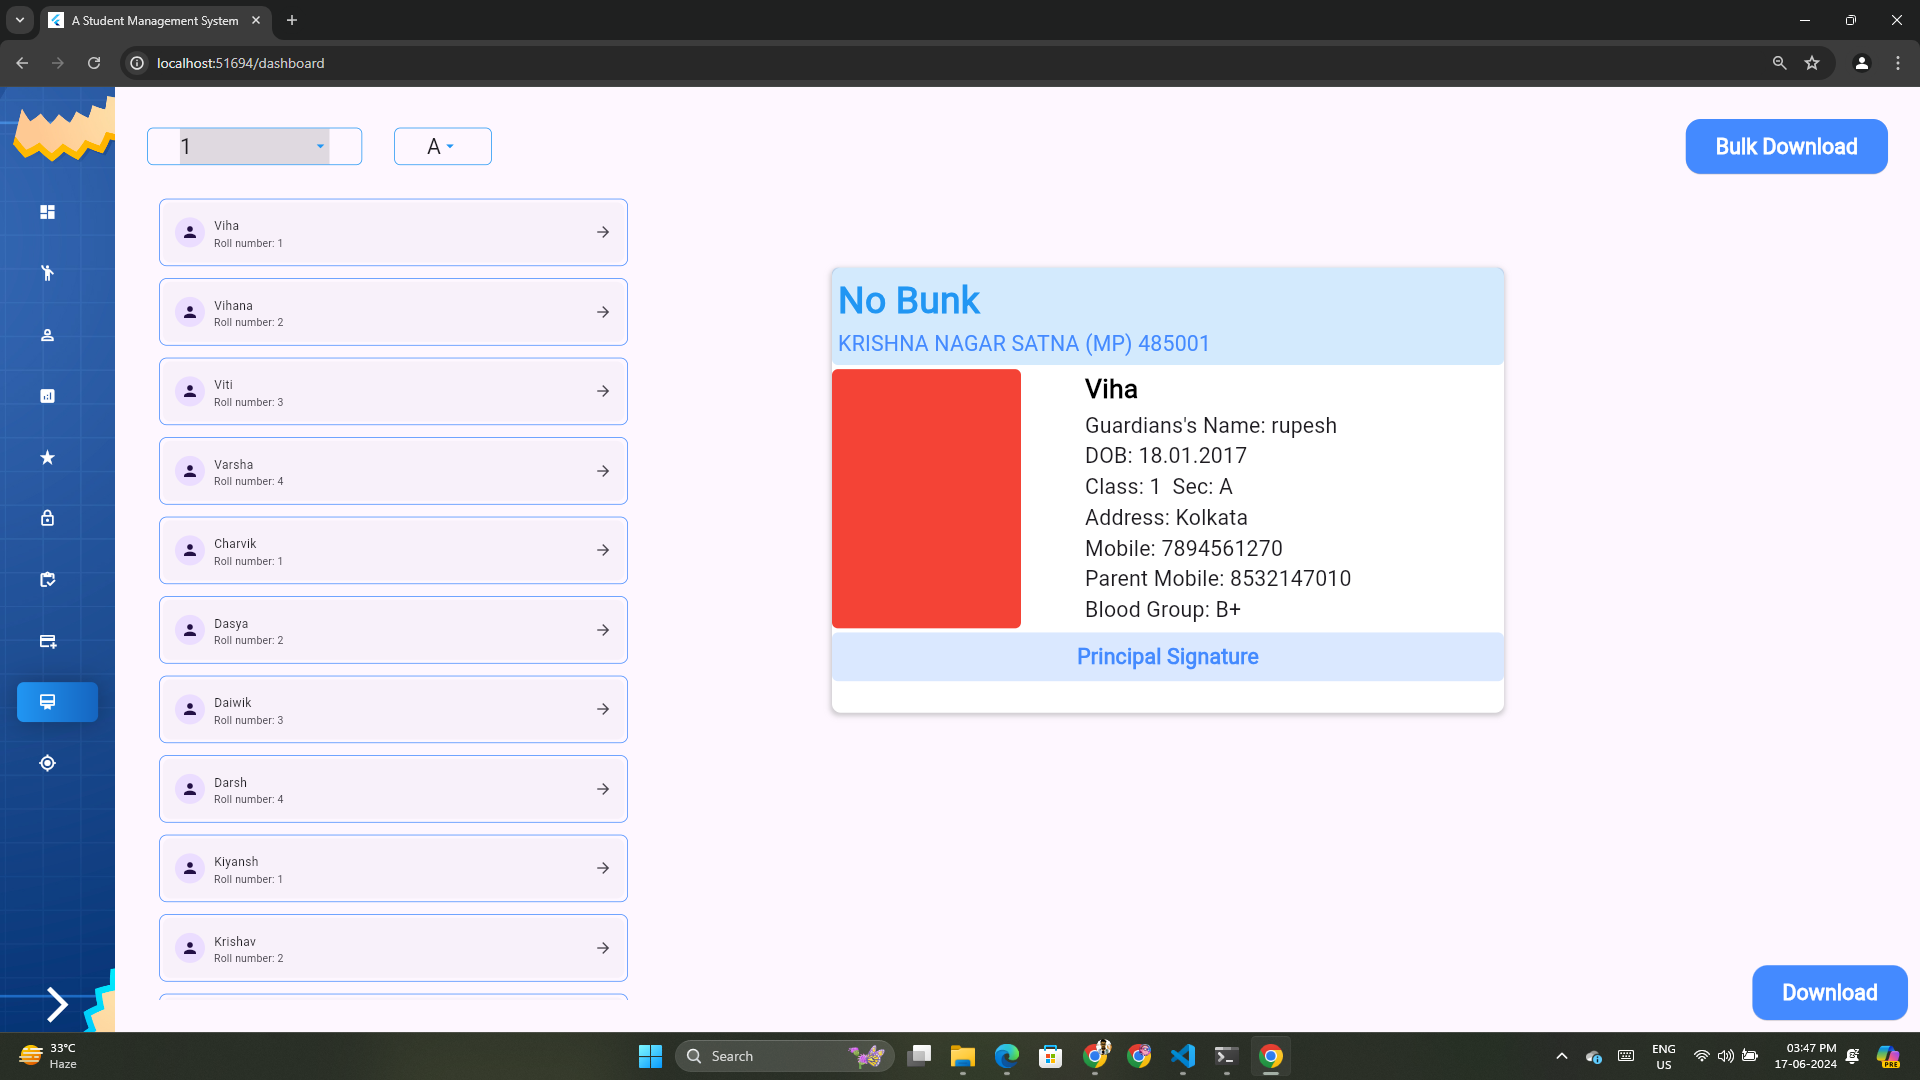 A Student Management System
localhost:51694/dashboard
1
A
Bulk Download
Viha
Roll number: 1
Vihana
Roll number: 2
Viti
Roll number: 3
Varsha
Roll number: 4
Charvik
Roll number: 1
Dasya
Roll number: 2
Daiwik
Roll number: 3
Darsh
Roll number: 4
Kiyansh
Roll number: 1
Krishav
Roll number: 2
No Bunk
KRISHNA NAGAR SATNA (MP) 485001
Viha
Guardians's Name: rupesh
DOB: 18.01.2017
Class: 1  Sec: A
Address: Kolkata
Mobile: 7894561270
Parent Mobile: 8532147010
Blood Group: B+
Principal Signature
Download
33°C
Haze
Search
ENG
US
03:47 PM
17-06-2024
PRE